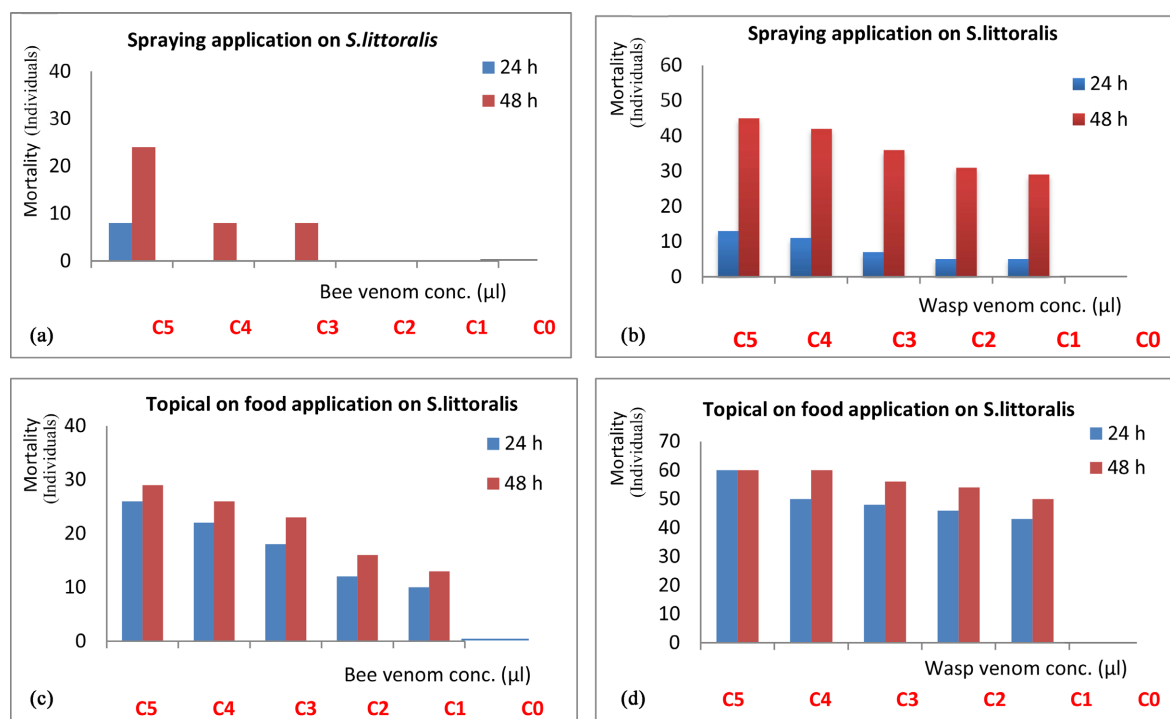 Spraying application on S.littoralis
Mortality (Individuals)
40
30
20
10
0
24 h
48 h
Bee venom conc. (µl)
(a)
C5 C4 C3 C2 C1 C0
Spraying application on S.littoralis
Mortality
(Individuals)
60
50
40
30
20
10
0
24 h
48 h
Wasp venom conc. (µl)
(b)
C5 C4 C3 C2 C1 C0
Topical on food application on S.littoralis
Mortality
(Individuals)
40
30
20
10
0
24 h
48 h
Bee venom conc. (µl)
(c)
C5 C4 C3 C2 C1 C0
Topical on food application on S.littoralis
Mortality
(Individuals)
70
60
50
40
30
20
10
0
24 h
48 h
Wasp venom conc. (µl)
(d)
C5 C4 C3 C2 C1 C0